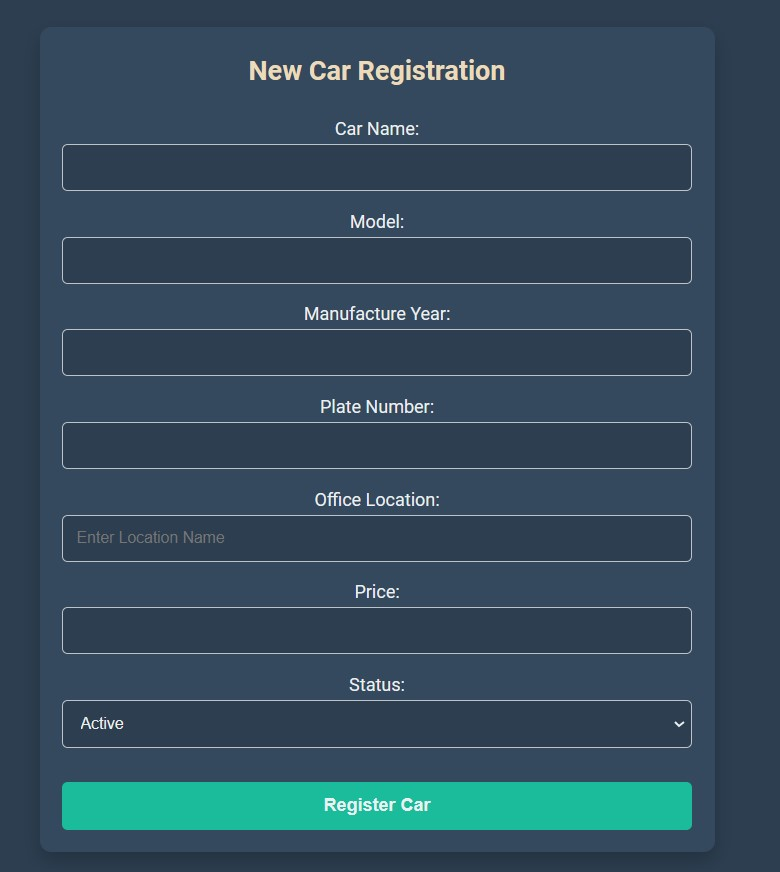 New Car Registration
Car Name:
Model:
Manufacture Year:
Plate Number:
Office Location:
Enter Location Name
Price:
Status:
Active
Register Car